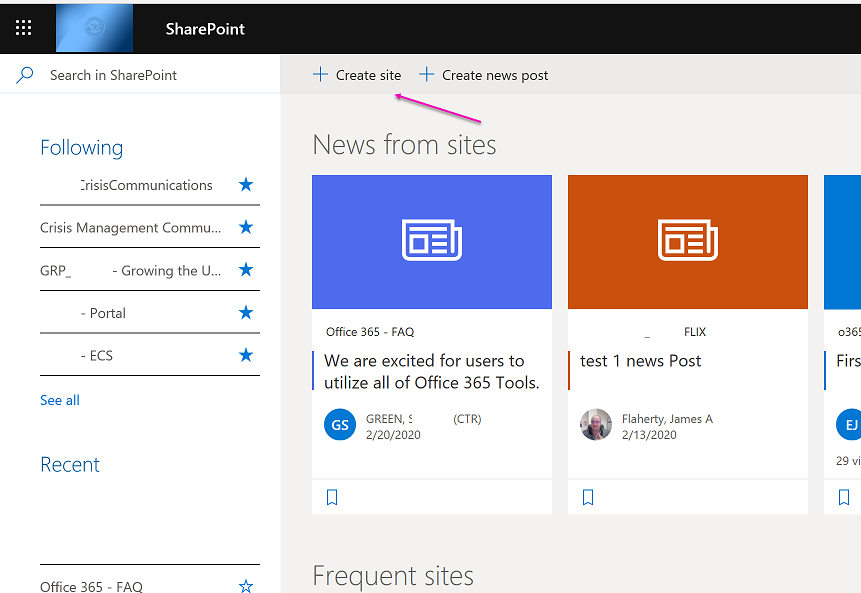 SharePoint
Search in SharePoint
+ Create site + Create news post
Following
CrisisCommunications
Crisis Management Commu...
GRP_ - Growing the U...
- Portal
- ECS
See all
Recent
Office 365 - FAQ
News from sites
Office 365 - FAQ
We are excited for users to
utilize all of Office 365 Tools.
GS
GREEN, S (CTR)
2/20/2020
_ FLIX
test 1 news Post
Flaherty, James A
2/13/2020
o365
Firs
EJ
29 vi
Frequent sites